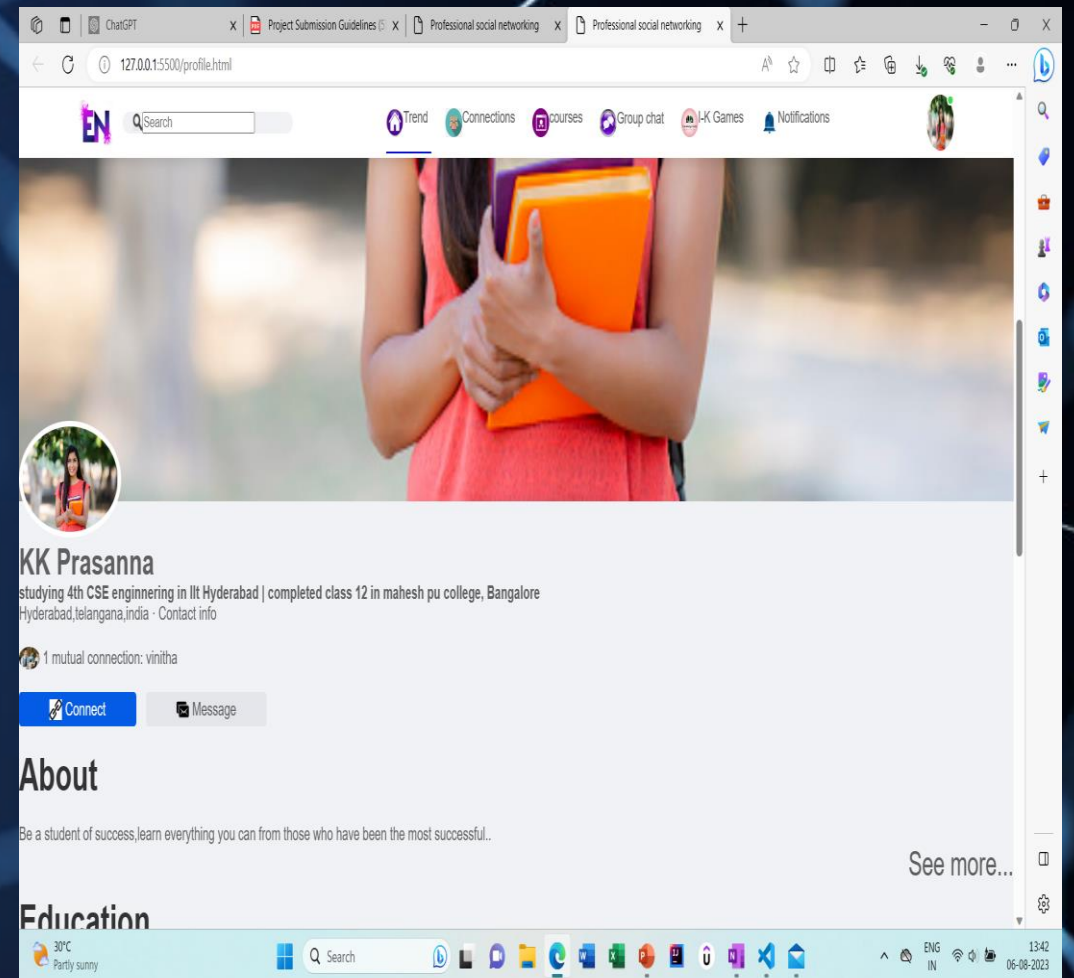 ChatGPT X Project Submission Guidelines (5 X Professional social networking X Professional social networking X
127.0.0.1:5500/profile.html
EN Search Trend Connections courses Group chat I-K Games Notifications
KK Prasanna
studying 4th CSE enginnering in IIt Hyderabad | completed class 12 in mahesh pu college, Bangalore
Hyderabad,telangana,india · Contact info
1 mutual connection: vinitha
Connect Message
About
Be a student of success,learn everything you can from those who have been the most successful..
See more...
Education
30°C
Partly sunny
Search
ENG
IN
13:42
06-08-2023